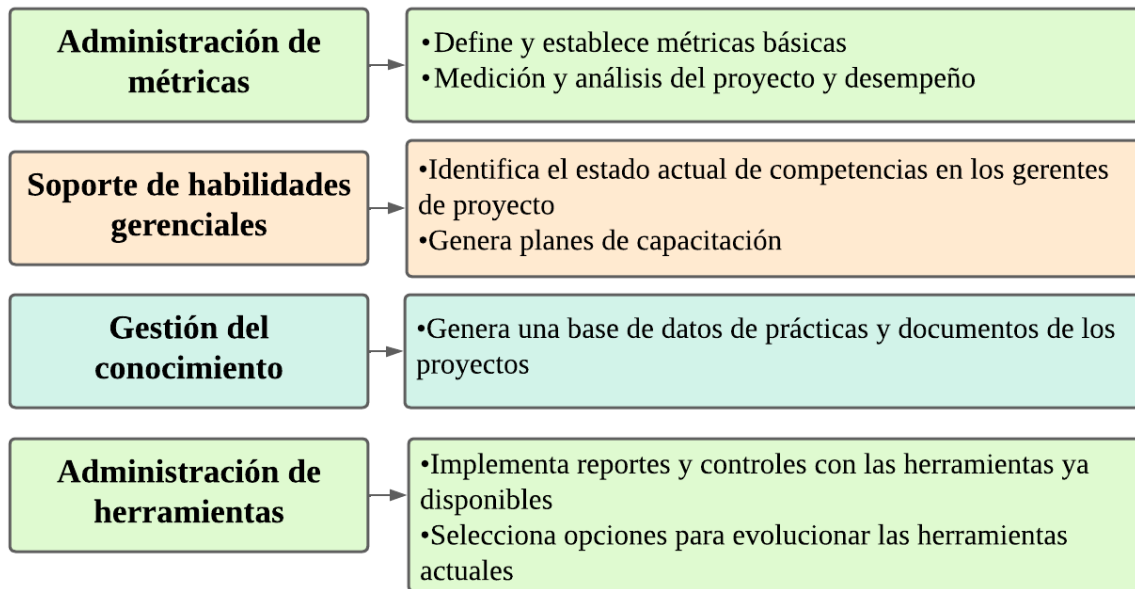 Administración de
métricas
•Define y establece métricas básicas
•Medición y análisis del proyecto y desempeño
Soporte de habilidades
gerenciales
•Identifica el estado actual de competencias en los gerentes
de proyecto
•Genera planes de capacitación
Gestión del
conocimiento
•Genera una base de datos de prácticas y documentos de los
proyectos
Administración de
herramientas
•Implementa reportes y controles con las herramientas ya
disponibles
•Selecciona opciones para evolucionar las herramientas
actuales